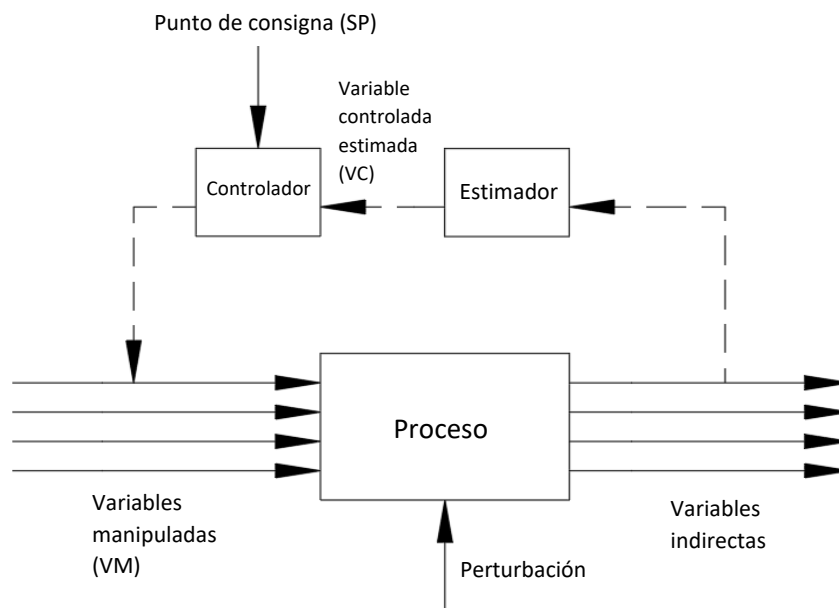 Punto de consigna (SP)
Variable
controlada
estimada
(VC)
Controlador
Estimador
Proceso
Variables
manipuladas
(VM)
Variables
indirectas
Perturbación